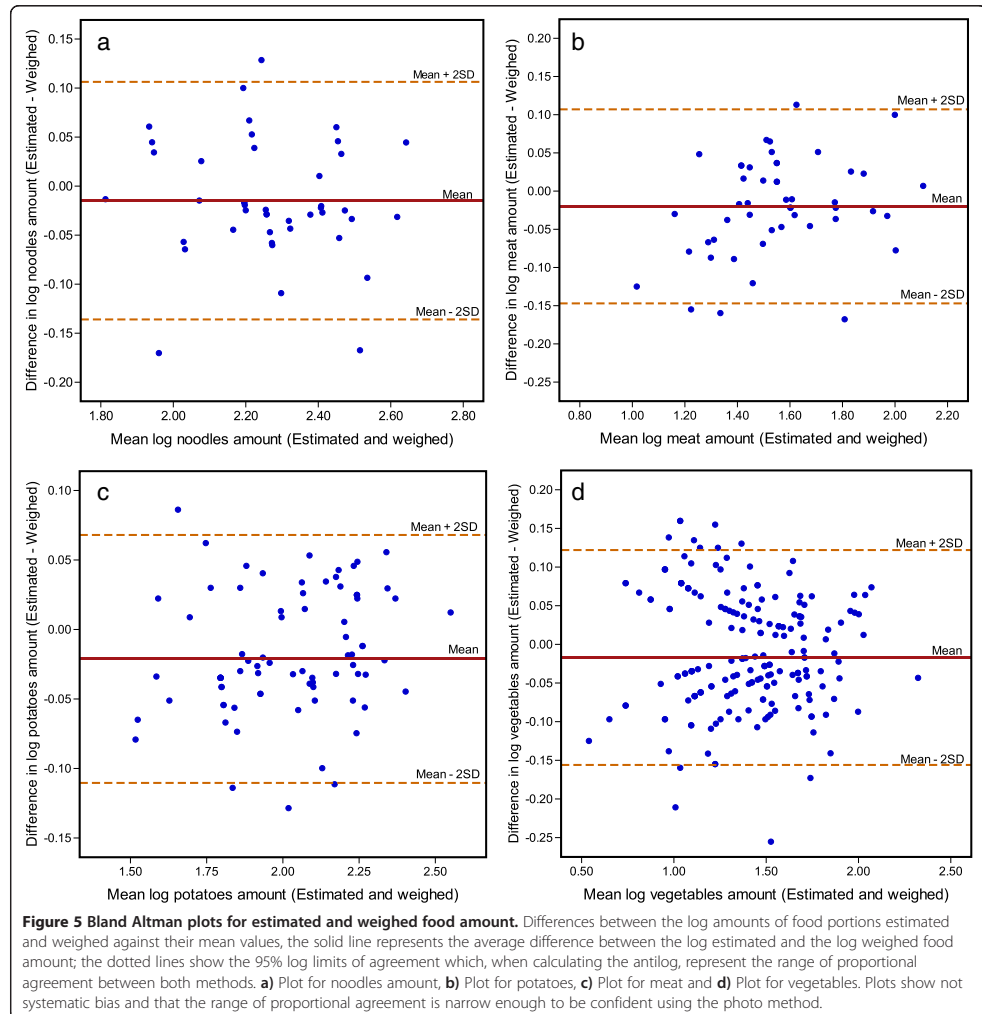 a
Difference in log noodles amount (Estimated - Weighed)
0.15
0.10
0.05
0.00
-0.05
-0.10
-0.15
-0.20
Mean + 2SD
Mean
Mean - 2SD
1.80 2.00 2.20 2.40 2.60 2.80
Mean log noodles amount (Estimated and weighed)
b
Difference in log meat amount (Estimated - Weighed)
0.20
0.15
0.10
0.05
0.00
-0.05
-0.10
-0.15
-0.20
-0.25
Mean + 2SD
Mean
Mean - 2SD
0.80 1.00 1.20 1.40 1.60 1.80 2.00 2.20
Mean log meat amount (Estimated and weighed)
c
Difference in log potatoes amount (Estimated - Weighed)
0.10
0.05
0.00
-0.05
-0.10
-0.15
Mean + 2SD
Mean
Mean - 2SD
1.50 1.75 2.00 2.25 2.50
Mean log potatoes amount (Estimated and weighed)
d
Difference in log vegetables amount (Estimated - Weighed)
0.20
0.15
0.10
0.05
0.00
-0.05
-0.10
-0.15
-0.20
-0.25
Mean + 2SD
Mean
Mean - 2SD
0.50 1.00 1.50 2.00 2.50
Mean log vegetables amount (Estimated and weighed)
Figure 5 Bland Altman plots for estimated and weighed food amount. Differences between the log amounts of food portions estimated
and weighed against their mean values, the solid line represents the average difference between the log estimated and the log weighed food
amount; the dotted lines show the 95% log limits of agreement which, when calculating the antilog, represent the range of proportional
agreement between both methods. a) Plot for noodles amount, b) Plot for potatoes, c) Plot for meat and d) Plot for vegetables. Plots show not
systematic bias and that the range of proportional agreement is narrow enough to be confident using the photo method.